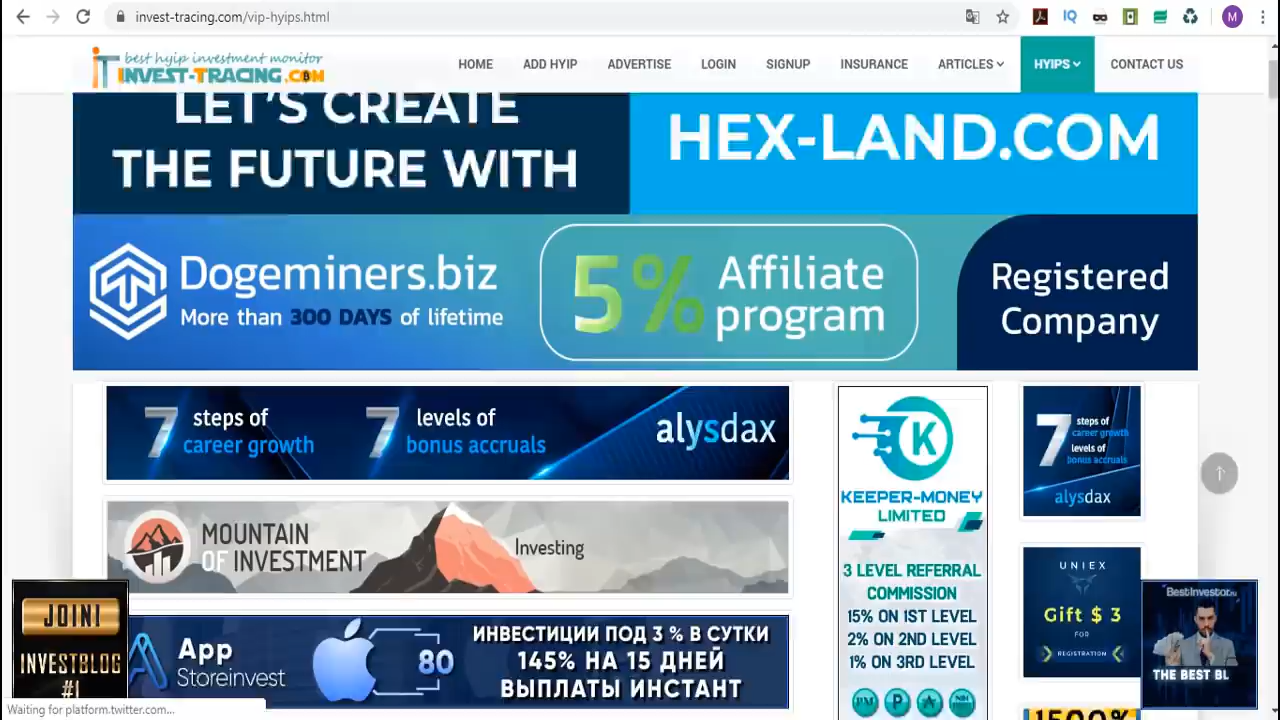 invest-tracing.com/vip-hyips.html
IQ
M
best hyip investment monitor
INVEST-TRACING.COM
HOME
ADD HYIP
ADVERTISE
LOGIN
SIGNUP
INSURANCE
ARTICLES
HYIPS
CONTACT US
LET'S CREATE
THE FUTURE WITH
HEX-LAND.COM
Dogeminers.biz
More than 300 DAYS of lifetime
5% Affiliate
program
Registered
Company
7 steps of
career growth
7 levels of
bonus accruals
alysdax
MOUNTAIN
OF INVESTMENT
Investing
App
Storeinvest
80
ИНВЕСТИЦИИ ПОД 3 % В СУТКИ
145% НА 15 ДНЕЙ
ВЫПЛАТЫ ИНСТАНТ
K
KEEPER-MONEY
LIMITED
3 LEVEL REFERRAL
COMMISSION
15% ON 1ST LEVEL
2% ON 2ND LEVEL
1% ON 3RD LEVEL
PM
P
7 steps of
career growth
levels of
bonus accruals
alysdax
UNIEX
Gift $ 3
FOR
REGISTRATION
1500%
JOIN!
INVESTBLOG
#1
BestInvestor.ru
THE BEST BL
Waiting for platform.twitter.com...